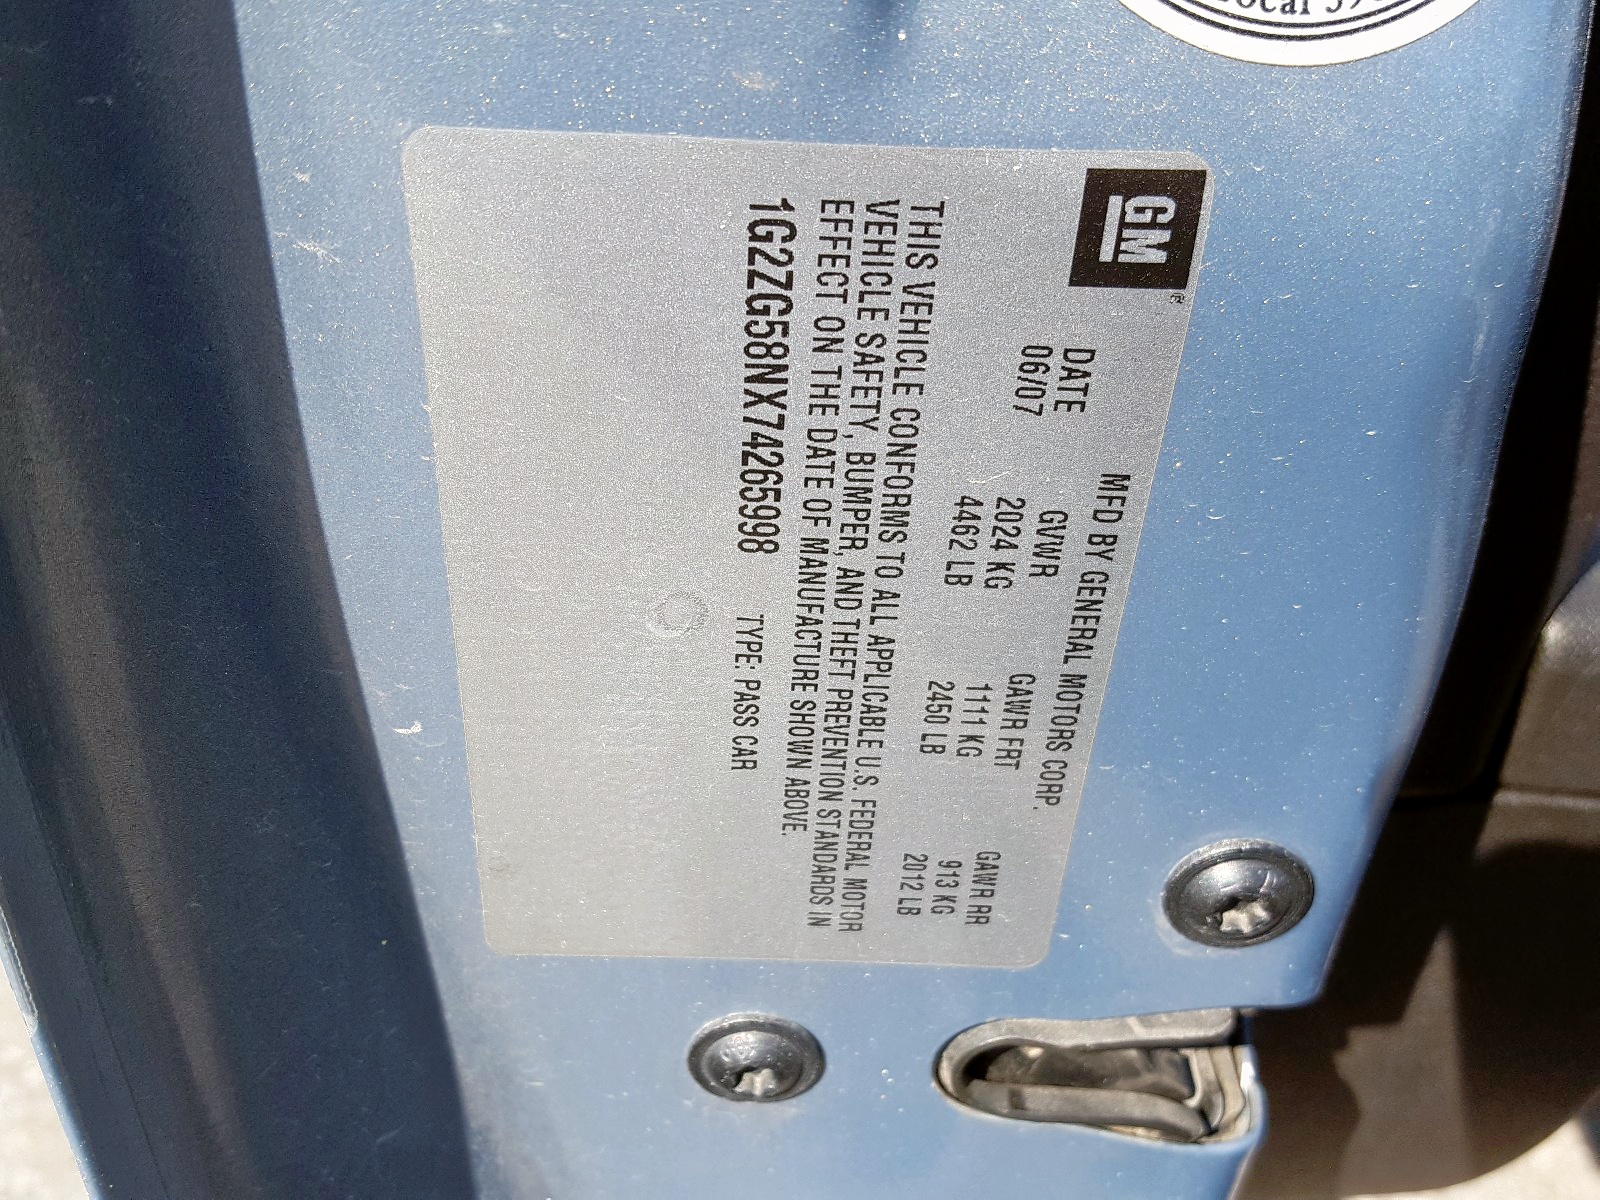 GM
MFD BY GENERAL MOTORS CORP.
DATE GVWR GAWR FRT GAWR RR
06/07 2024 KG 1111 KG 913 KG
4462 LB 2450 LB 2012 LB
THIS VEHICLE CONFORMS TO ALL APPLICABLE U.S. FEDERAL MOTOR
VEHICLE SAFETY, BUMPER, AND THEFT PREVENTION STANDARDS IN
EFFECT ON THE DATE OF MANUFACTURE SHOWN ABOVE.
1G2ZG58NX74265998 TYPE: PASS CAR